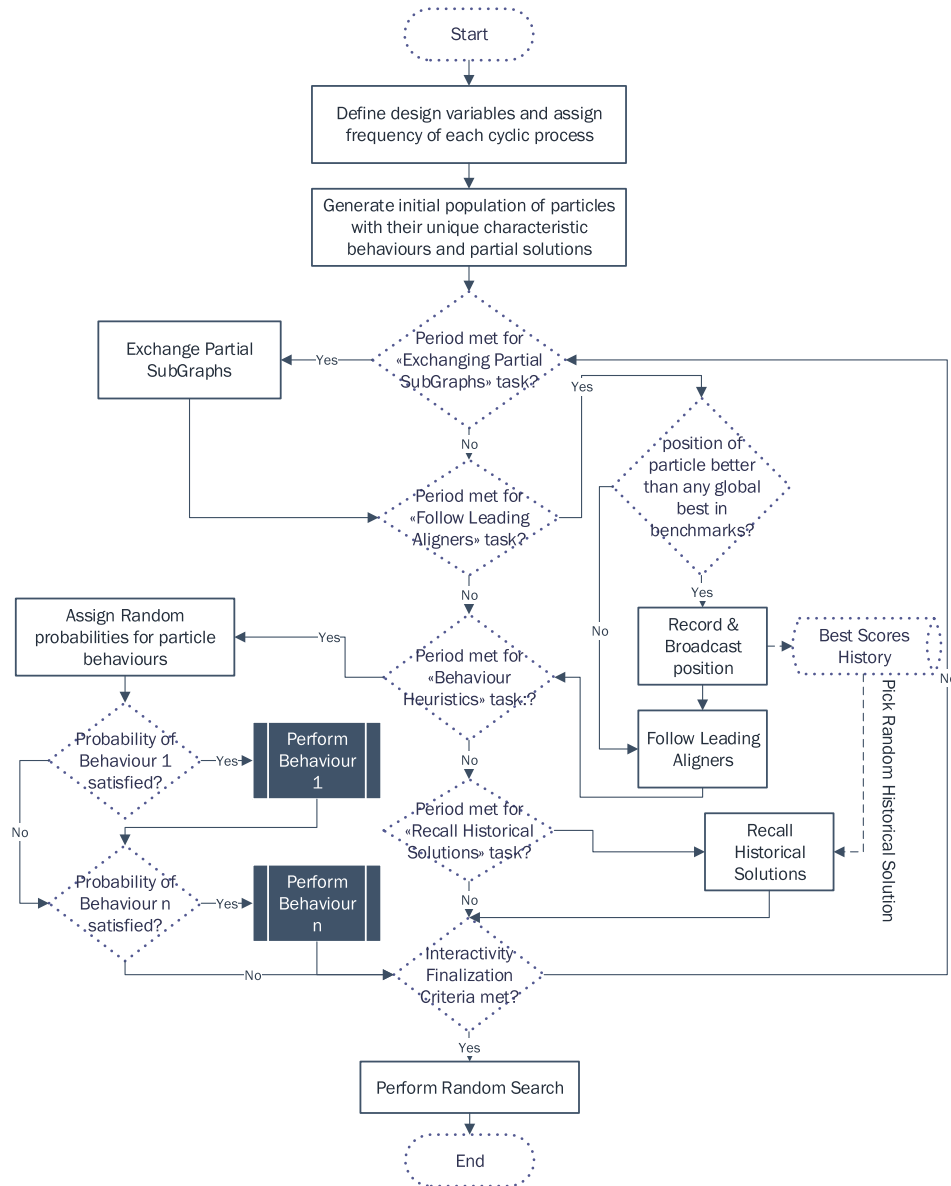 Start
Define design variables and assign
frequency of each cyclic process
Generate initial population of particles
with their unique characteristic
behaviours and partial solutions
Exchange Partial
SubGraphs
Yes
Period met for
«Exchanging Partial
SubGraphs» task?
Yes
No
position of
particle better
than any global
best in
benchmarks?
Period met for
«Follow Leading
Aligners» task?
No
Yes
No
Assign Random
probabilities for particle
behaviours
Yes
Period met for
«Behaviour
Heuristics» task:?
Record &
Broadcast
position
Best Scores
History
No
Pick Random Historical Solution
Follow Leading
Aligners
Probability of
Behaviour 1
satisfied?
Yes
Perform
Behaviour
1
No
No
Period met for
«Recall Historical
Solutions» task?
Recall
Historical
Solutions
Probability of
Behaviour n
satisfied?
Yes
Perform
Behaviour
n
No
No
Interactivity
Finalization
Criteria met?
Yes
Perform Random Search
End